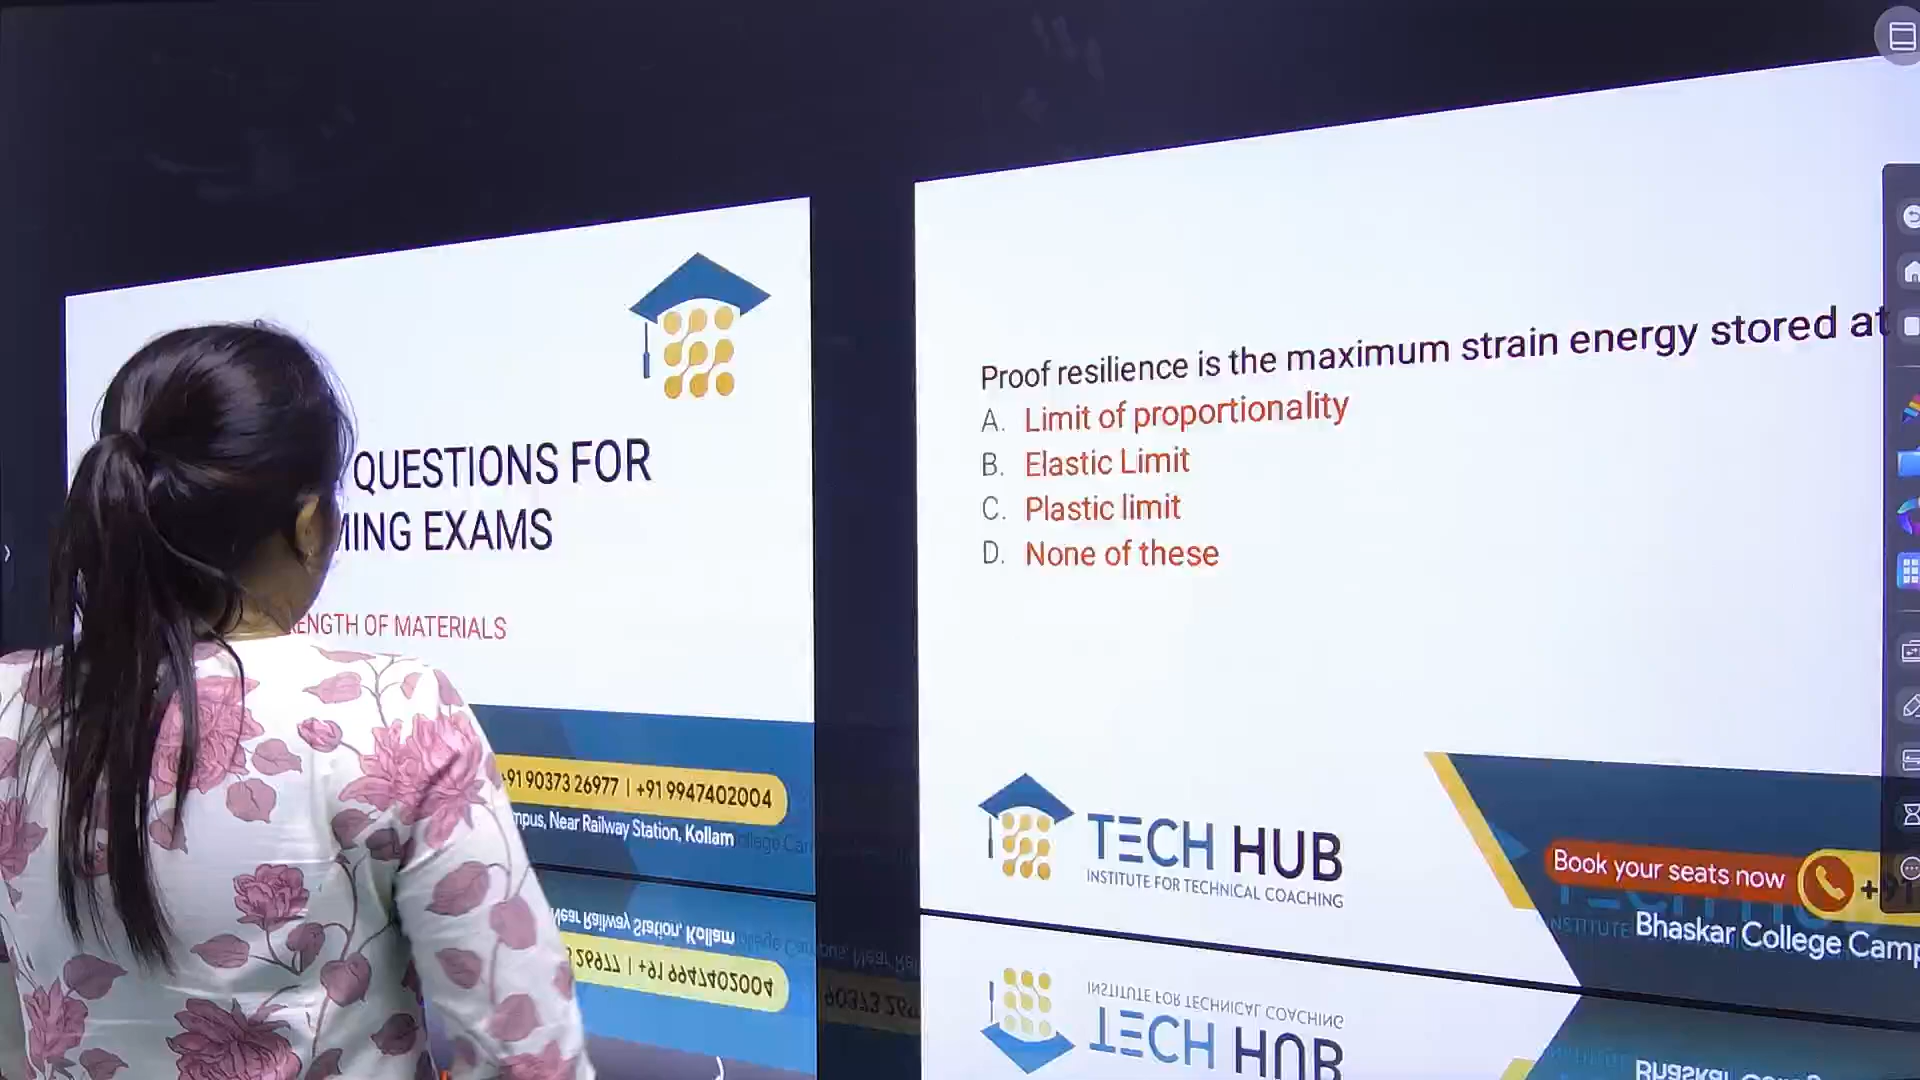 QUESTIONS FOR
MING EXAMS
RENGTH OF MATERIALS
+91 90373 26977 | +91 9947402004
mpus, Near Railway Station, Kollam
Proof resilience is the maximum strain energy stored at
A. Limit of proportionality
B. Elastic Limit
C. Plastic limit
D. None of these
TECH HUB
INSTITUTE FOR TECHNICAL COACHING
Book your seats now
Bhaskar College Camp